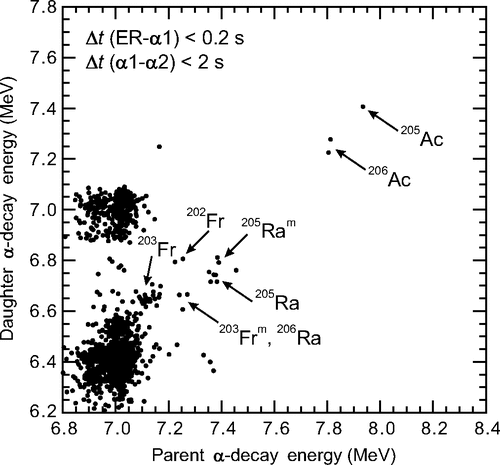 7.8
7.6
7.4
7.2
7.0
6.8
6.6
6.4
6.2
Daughter α-decay energy (MeV)
Δt (ER-α1) < 0.2 s
Δt (α1-α2) < 2 s
²⁰⁵Ac
²⁰⁶Ac
²⁰²Fr
²⁰⁵Raᵐ
²⁰³Fr
²⁰⁵Ra
²⁰³Frᵐ, ²⁰⁶Ra
6.8 7.0 7.2 7.4 7.6 7.8 8.0 8.2 8.4
Parent α-decay energy (MeV)